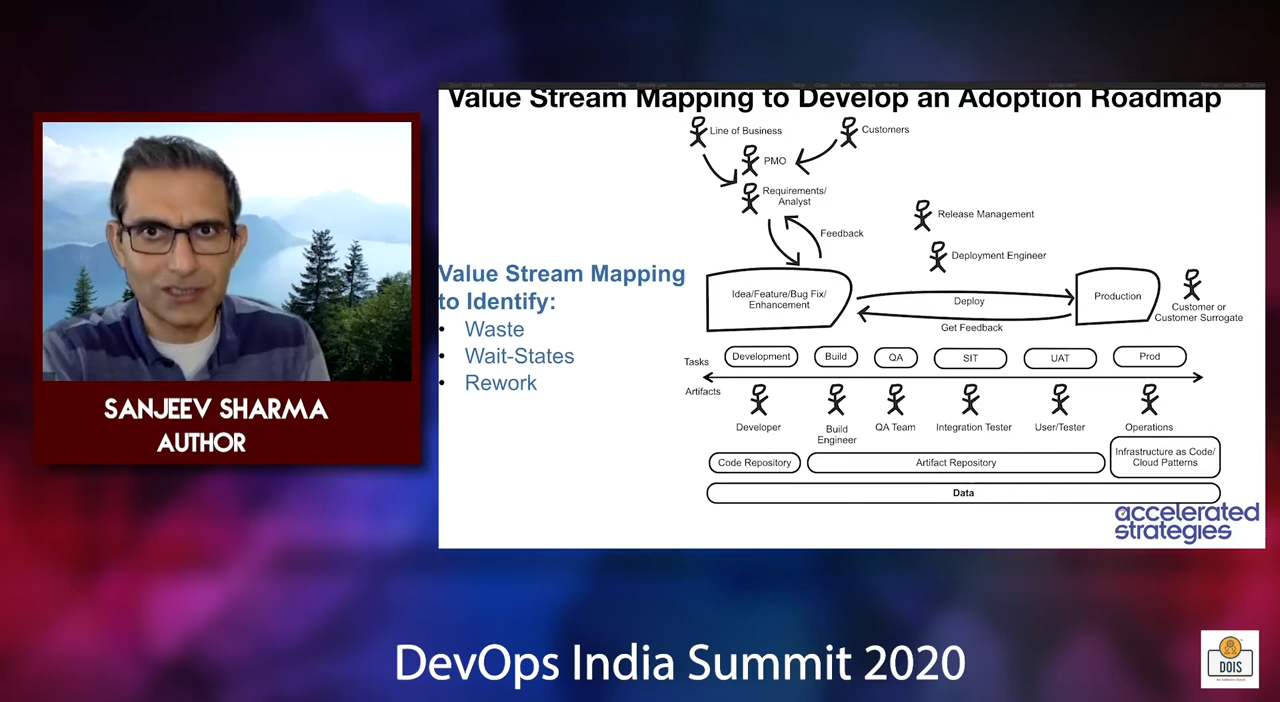 Value Stream Mapping to Develop an Adoption Roadmap
Line of Business
Customers
PMO
Requirements/
Analyst
Feedback
Release Management
Deployment Engineer
Value Stream Mapping
to Identify:
• Waste
• Wait-States
• Rework
Idea/Feature/Bug Fix/
Enhancement
Deploy
Get Feedback
Production
Customer or
Customer Surrogate
Tasks
Development
Build
QA
SIT
UAT
Prod
Artifacts
Developer
Build
Engineer
QA Team
Integration Tester
User/Tester
Operations
Code Repository
Artifact Repository
Infrastructure as Code/
Cloud Patterns
Data
accelerated
strategies
SANJEEV SHARMA
AUTHOR
DevOps India Summit 2020
DOIS